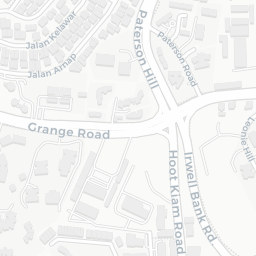 Jalan Kelawar
Jalan Arnap
Paterson Hill
Paterson Road
Grange Road
Hoot Kiam Road
Irwell Bank Rd
Leonie Hill